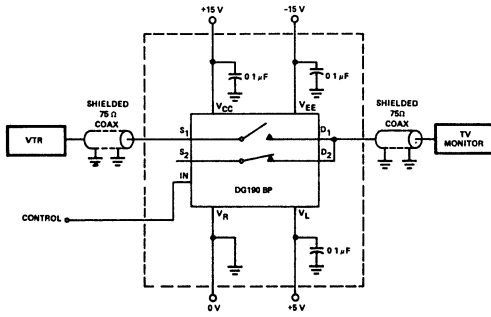 +15 V
-15 V
0 1 µF
0 1 µF
SHIELDED
75 Ω
COAX
VCC
VEE
SHIELDED
75Ω
COAX
VTR
S1
D1
TV
MONITOR
S2
D2
IN
DG190 BP
CONTROL
VR
VL
0 1 µF
0 V
+5 V